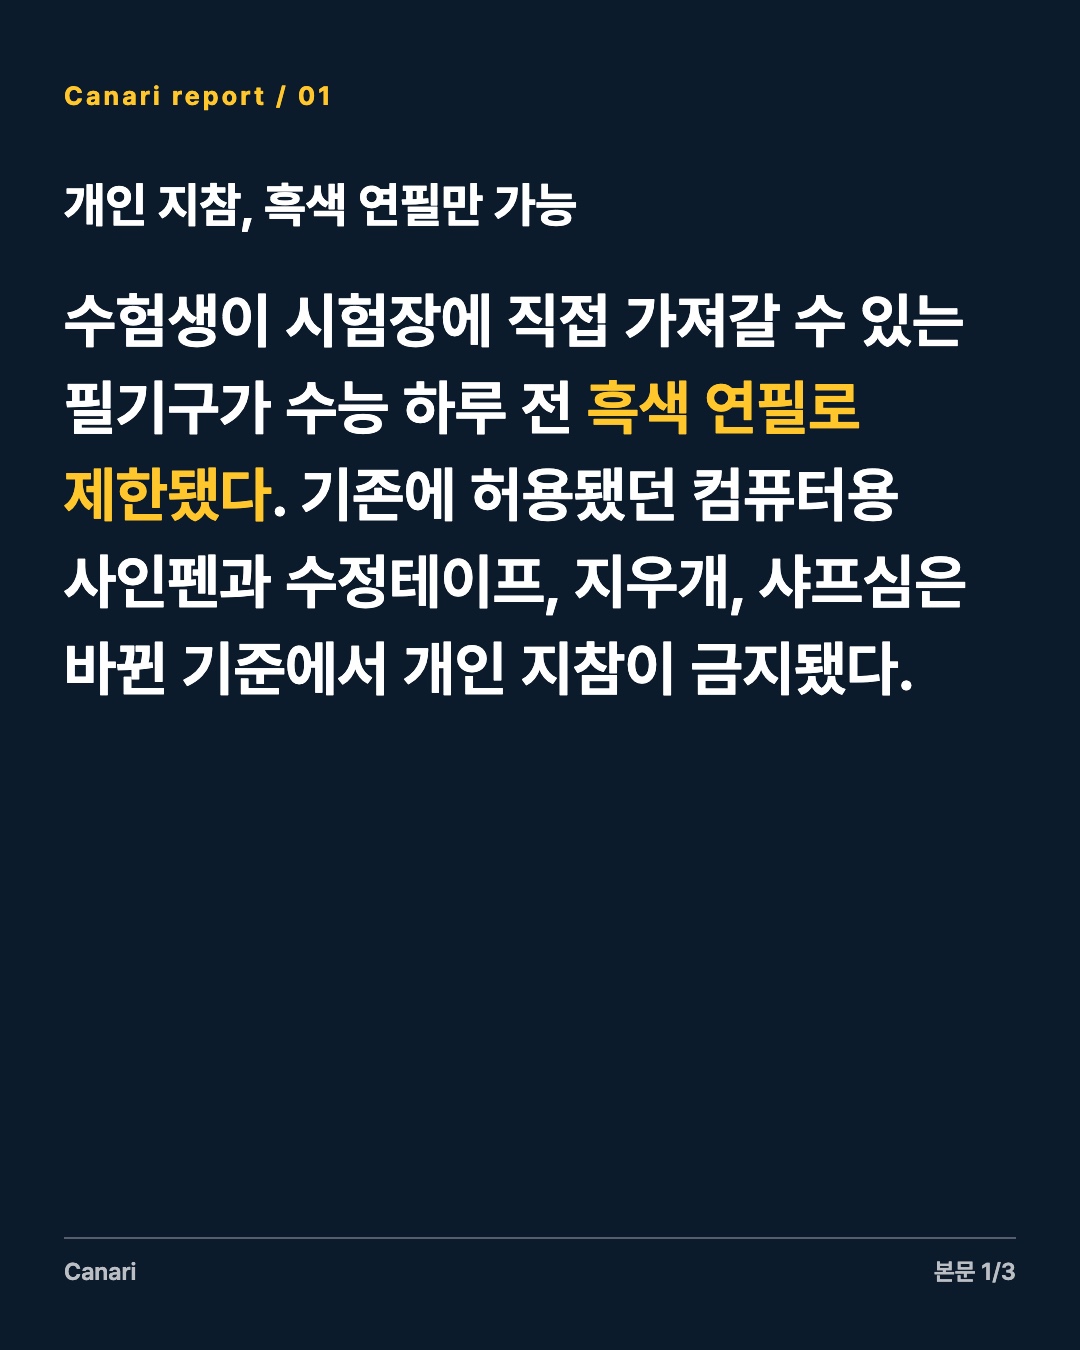 Canari report / 01
개인 지참, 흑색 연필만 가능
수험생이 시험장에 직접 가져갈 수 있는
필기구가 수능 하루 전 흑색 연필로
제한됐다. 기존에 허용됐던 컴퓨터용
사인펜과 수정테이프, 지우개, 샤프심은
바뀐 기준에서 개인 지참이 금지됐다.
Canari
본문 1/3